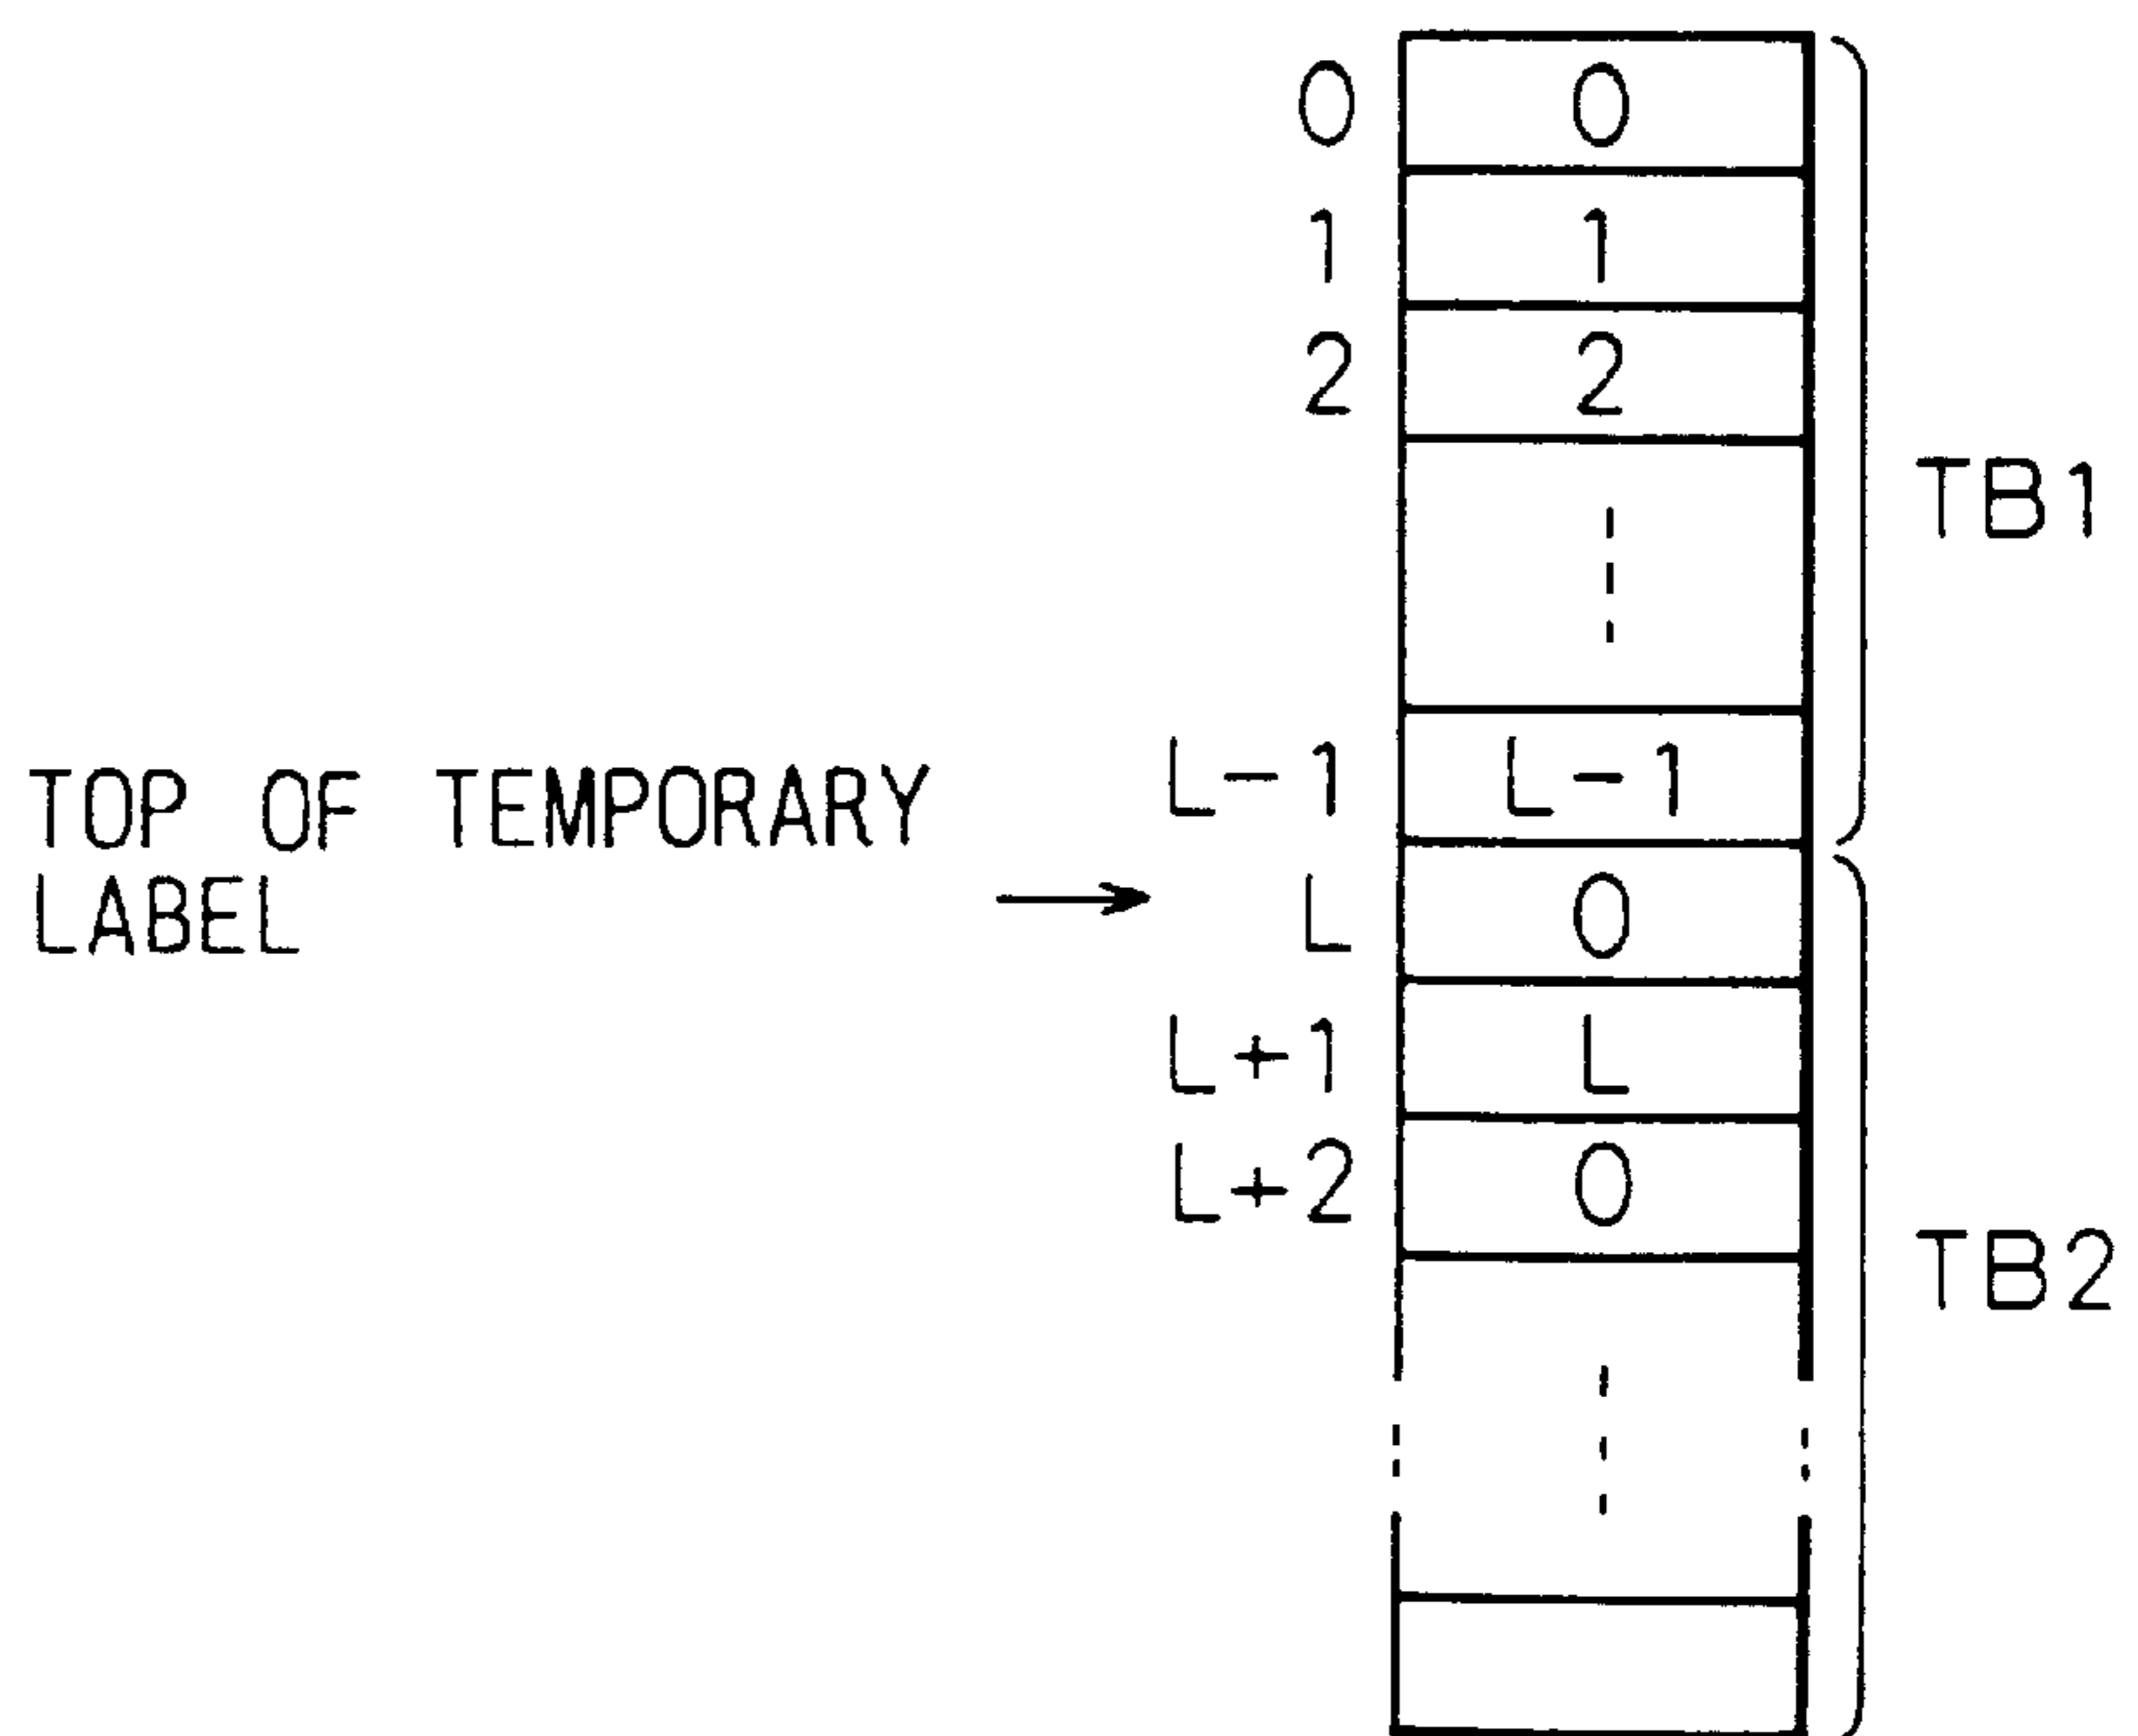 0 0
1 1
2 2
TB1
L-1 L-1
TOP OF TEMPORARY
LABEL → L 0
L+1 L
L+2 0
TB2